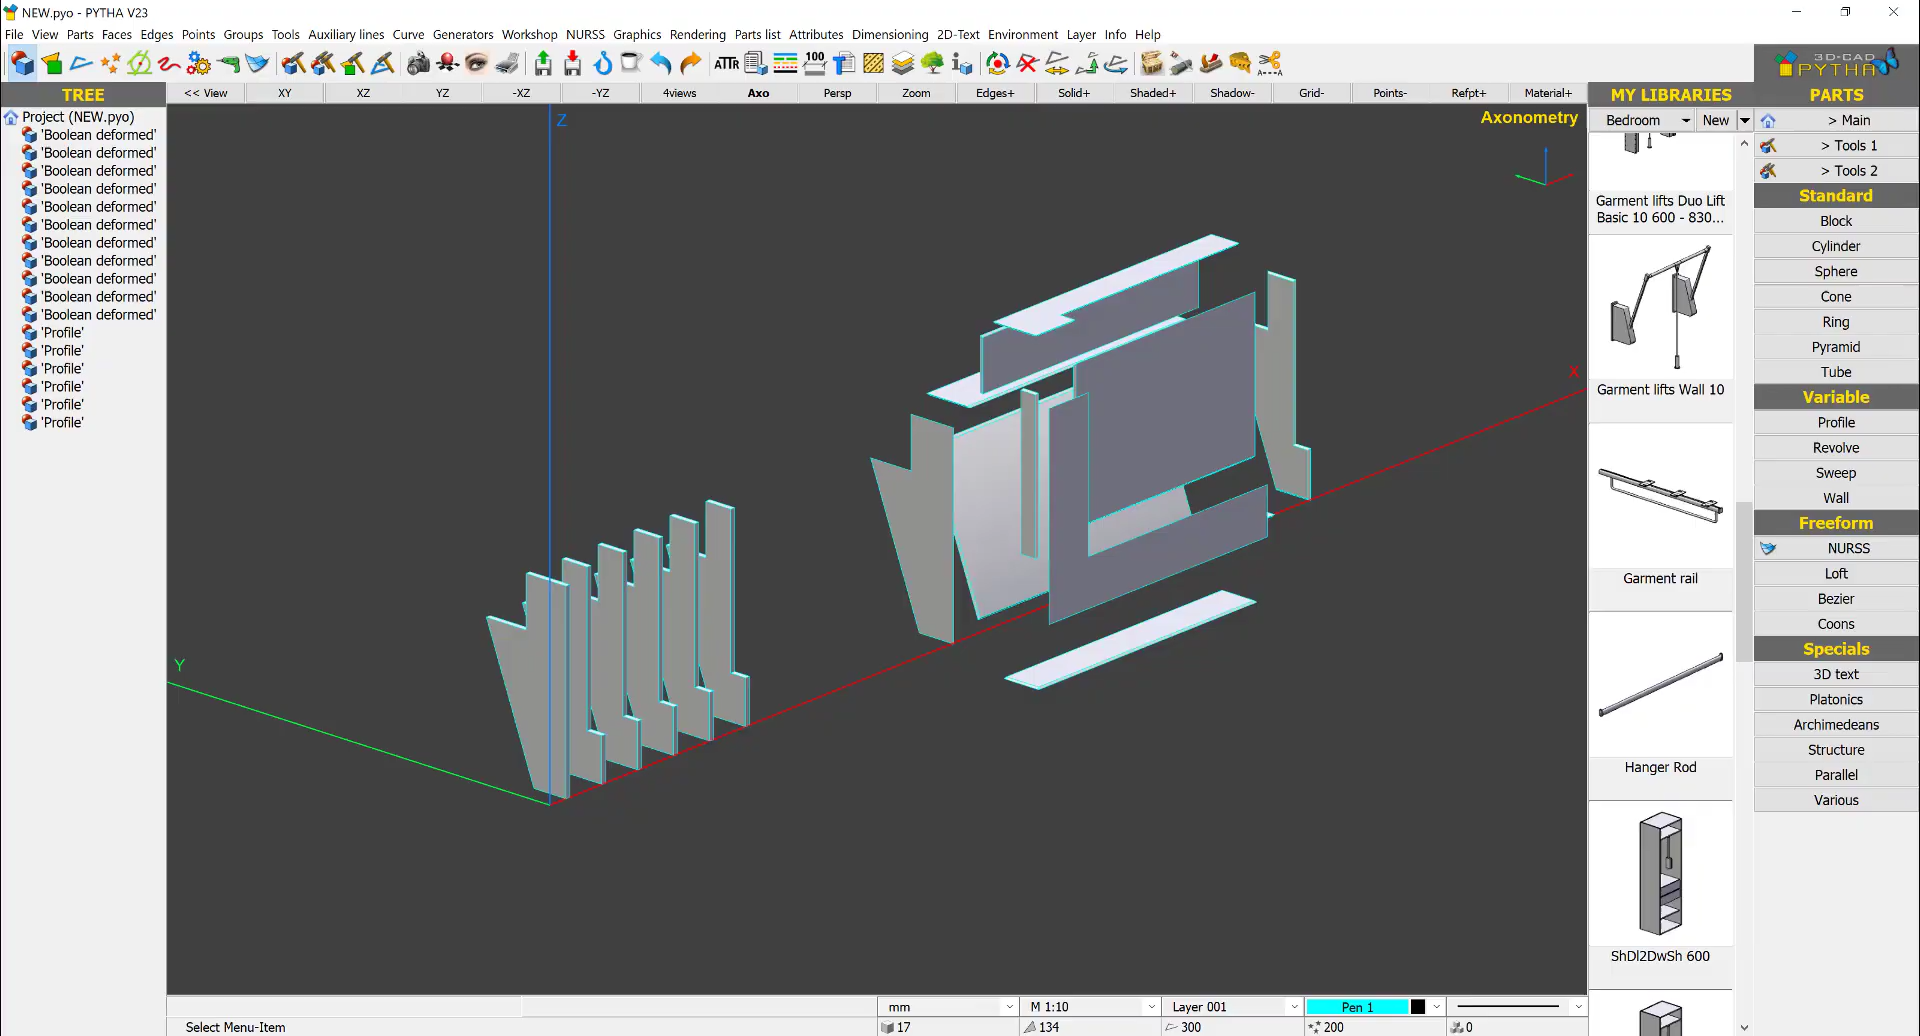 NEW.pyo - PYTHA V23
File View Parts Faces Edges Points Groups Tools Auxiliary lines Curve Generators Workshop NURSS Graphics Rendering Parts list Attributes Dimensioning 2D-Text Environment Layer Info Help
ATTR 100
3D-CAD
PYTHA
TREE
<< View XY XZ YZ -XZ -YZ 4views Axo Persp Zoom Edges+ Solid+ Shaded+ Shadow- Grid- Points- Refpt+ Material+
MY LIBRARIES
PARTS
Project (NEW.pyo)
'Boolean deformed'
'Boolean deformed'
'Boolean deformed'
'Boolean deformed'
'Boolean deformed'
'Boolean deformed'
'Boolean deformed'
'Boolean deformed'
'Boolean deformed'
'Boolean deformed'
'Boolean deformed'
'Profile'
'Profile'
'Profile'
'Profile'
'Profile'
'Profile'
Z
Axonometry
X
Y
Bedroom New
Garment lifts Duo Lift
Basic 10 600 - 830...
Garment lifts Wall 10
Garment rail
Hanger Rod
ShDl2DwSh 600
> Main
> Tools 1
> Tools 2
Standard
Block
Cylinder
Sphere
Cone
Ring
Pyramid
Tube
Variable
Profile
Revolve
Sweep
Wall
Freeform
NURSS
Loft
Bezier
Coons
Specials
3D text
Platonics
Archimedeans
Structure
Parallel
Various
mm M 1:10 Layer 001 Pen 1
Select Menu-Item 17 134 300 200 0